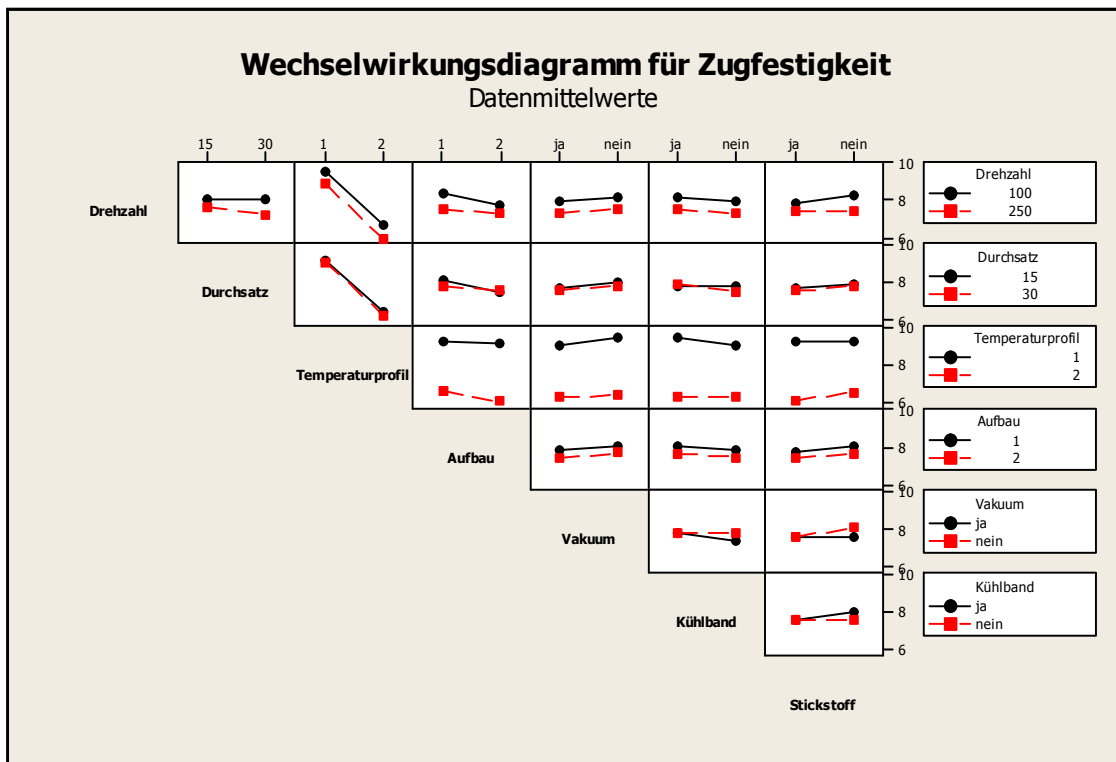 Wechselwirkungsdiagramm für Zugfestigkeit
Datenmittelwerte
15 30 1 2 1 2 ja nein ja nein ja nein
Drehzahl
10
8
6
Drehzahl
100
250
Durchsatz
10
8
6
Durchsatz
15
30
Temperaturprofil
10
8
6
Temperaturprofil
1
2
Aufbau
10
8
6
Aufbau
1
2
Vakuum
10
8
6
Vakuum
ja
nein
Kühlband
10
8
6
Kühlband
ja
nein
Stickstoff